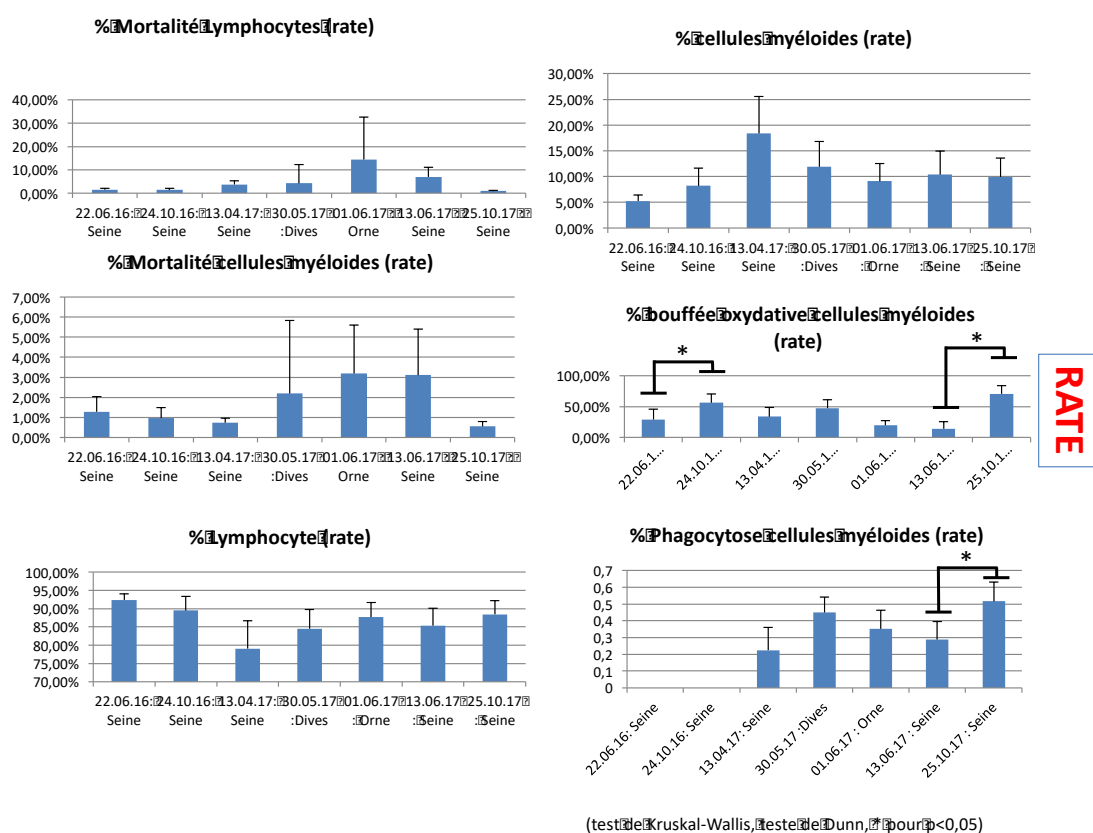 % Mortalité Lymphocytes (rate)
40,00%
30,00%
20,00%
10,00%
0,00%
22.06.16: 24.10.16: 13.04.17: 30.05.17 01.06.17 13.06.17 25.10.17
Seine Seine Seine :Dives Orne Seine Seine
% Mortalité cellules myéloides (rate)
7,00%
6,00%
5,00%
4,00%
3,00%
2,00%
1,00%
0,00%
22.06.16: 24.10.16: 13.04.17: 30.05.17 01.06.17 13.06.17 25.10.17
Seine Seine Seine :Dives Orne Seine Seine
% Lymphocyte (rate)
100,00%
95,00%
90,00%
85,00%
80,00%
75,00%
70,00%
22.06.16: 24.10.16: 13.04.17: 30.05.17 01.06.17 13.06.17 25.10.17
Seine Seine Seine :Dives : Orne : Seine : Seine
% cellules myéloides (rate)
30,00%
25,00%
20,00%
15,00%
10,00%
5,00%
0,00%
22.06.16: 24.10.16: 13.04.17: 30.05.17 01.06.17 13.06.17 25.10.17
Seine Seine Seine :Dives : Orne : Seine : Seine
% bouffée oxydative cellules myéloides
(rate)
* *
100,00%
50,00%
0,00%
22.06.1...
24.10.1...
13.04.1...
30.05.1...
01.06.1...
13.06.1...
25.10.1...
RATE
% Phagocytose cellules myéloides (rate)
*
0,7
0,6
0,5
0,4
0,3
0,2
0,1
0
22.06.16: Seine
24.10.16: Seine
13.04.17: Seine
30.05.17 :Dives
01.06.17 : Orne
13.06.17 : Seine
25.10.17 : Seine
(test de Kruskal-Wallis, teste de Dunn, * pour p<0,05)